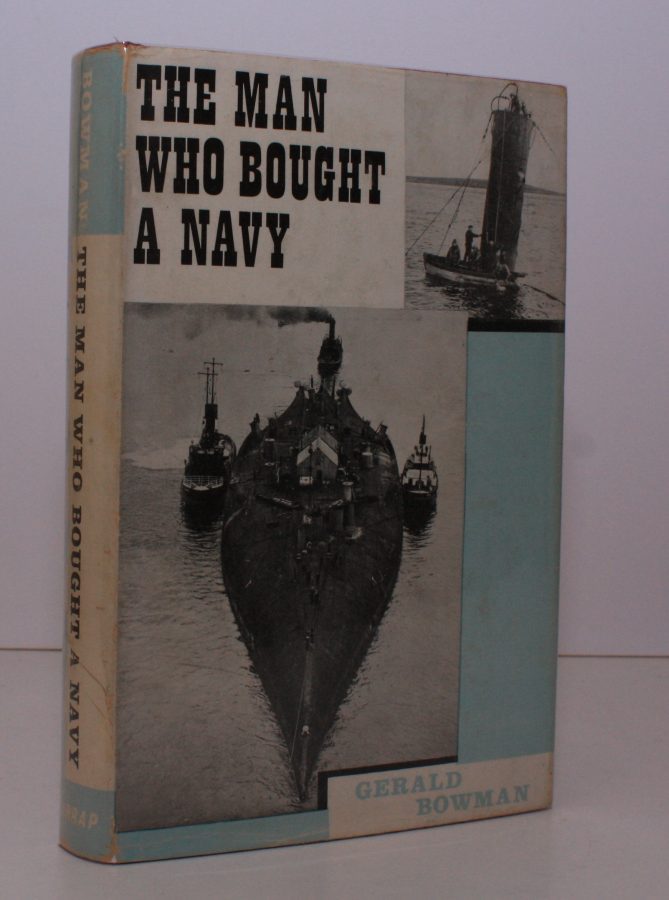 THE MAN
WHO BOUGHT
A NAVY
GERALD
BOWMAN
BOWMAN THE MAN WHO BOUGHT A NAVY